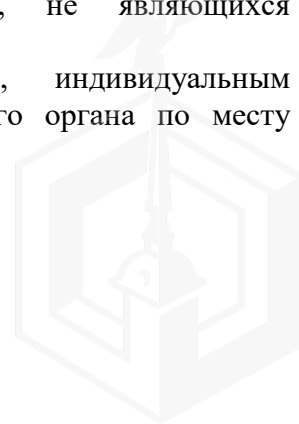 , не являющихся
, индивидуальным
го органа по месту